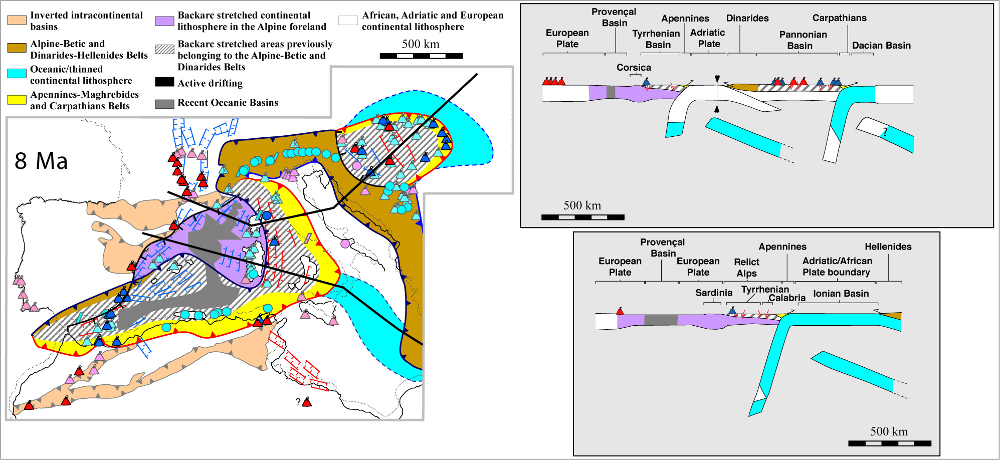 Inverted intracontinental
basins
Alpine-Betic and
Dinarides-Hellenides Belts
Oceanic/thinned
continental lithosphere
Apennines-Maghrebides
and Carpathians Belts
Backarc stretched continental
lithosphere in the Alpine foreland
Backarc stretched areas previously
belonging to the Alpine-Betic and
Dinarides Belts
Active drifting
Recent Oceanic Basins
African, Adriatic and European
continental lithosphere
500 km
8 Ma
?
Provençal
Basin
Apennines
Dinarides
Carpathians
European
Plate
Tyrrhenian
Basin
Adriatic
Plate
Pannonian
Basin
Dacian Basin
Corsica
?
500 km
Provençal
Basin
Apennines
Hellenides
European
Plate
European
Plate
Relict
Alps
Adriatic/African
Plate boundary
Sardinia
Tyrrhenian
Calabria
Ionian Basin
500 km